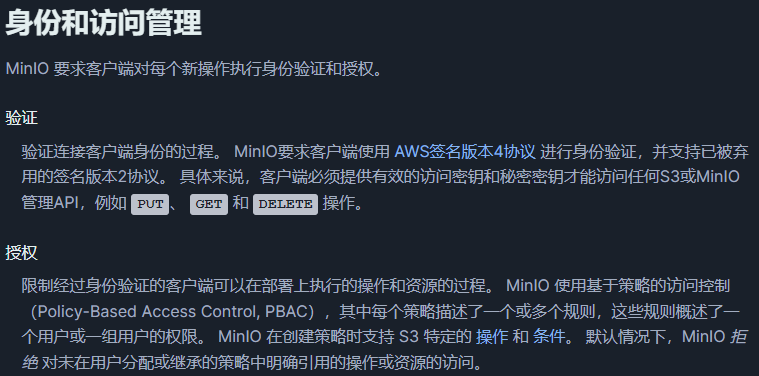 身份和访问管理
MinIO 要求客户端对每个新操作执行身份验证和授权。
验证
验证连接客户端身份的过程。 MinIO要求客户端使用 AWS签名版本4协议 进行身份验证，并支持已被弃
用的签名版本2协议。 具体来说，客户端必须提供有效的访问密钥和秘密密钥才能访问任何S3或MinIO
管理API，例如 PUT 、 GET 和 DELETE 操作。
授权
限制经过身份验证的客户端可以在部署上执行的操作和资源的过程。 MinIO 使用基于策略的访问控制
（Policy-Based Access Control, PBAC），其中每个策略描述了一个或多个规则，这些规则概述了一
个用户或一组用户的权限。 MinIO 在创建策略时支持 S3 特定的 操作 和 条件。 默认情况下，MinIO 拒
绝 对未在用户分配或继承的策略中明确引用的操作或资源的访问。